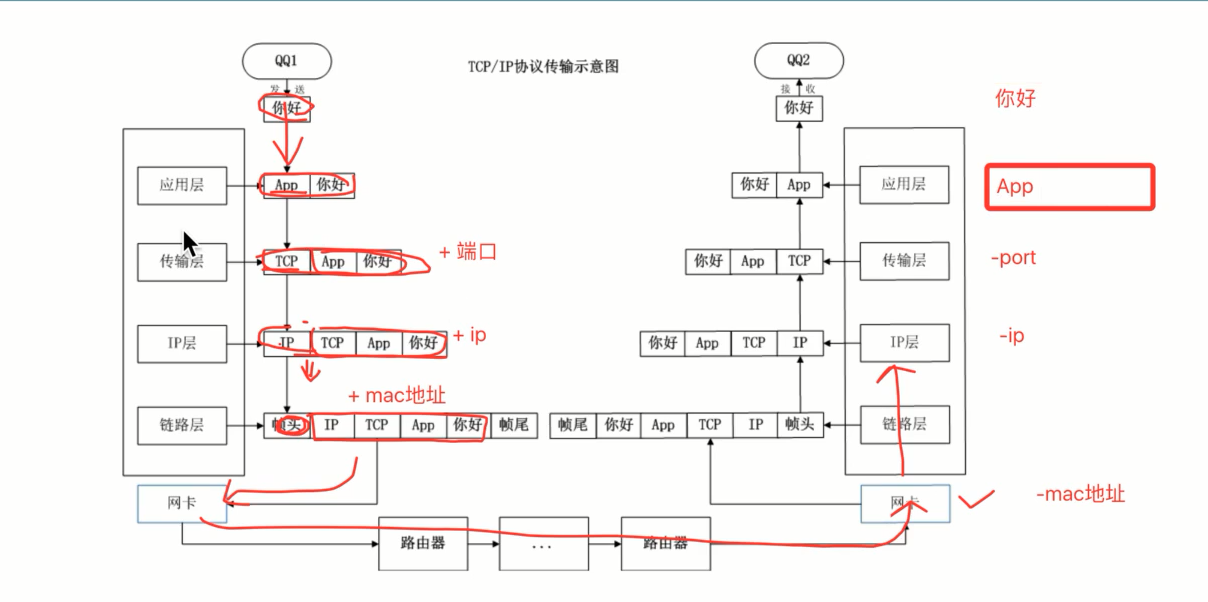 QQ1
TCP/IP协议传输示意图
QQ2
发 送
接 收
你好
你好
你好
应用层
App 你好
你好 App
应用层
App
传输层
TCP App 你好
+ 端口
你好 App TCP
传输层
-port
IP层
IP TCP App 你好
+ ip
你好 App TCP IP
IP层
-ip
+ mac地址
链路层
帧头 IP TCP App 你好 帧尾
帧尾 你好 App TCP IP 帧头
链路层
网卡
网卡
-mac地址
路由器
...
路由器